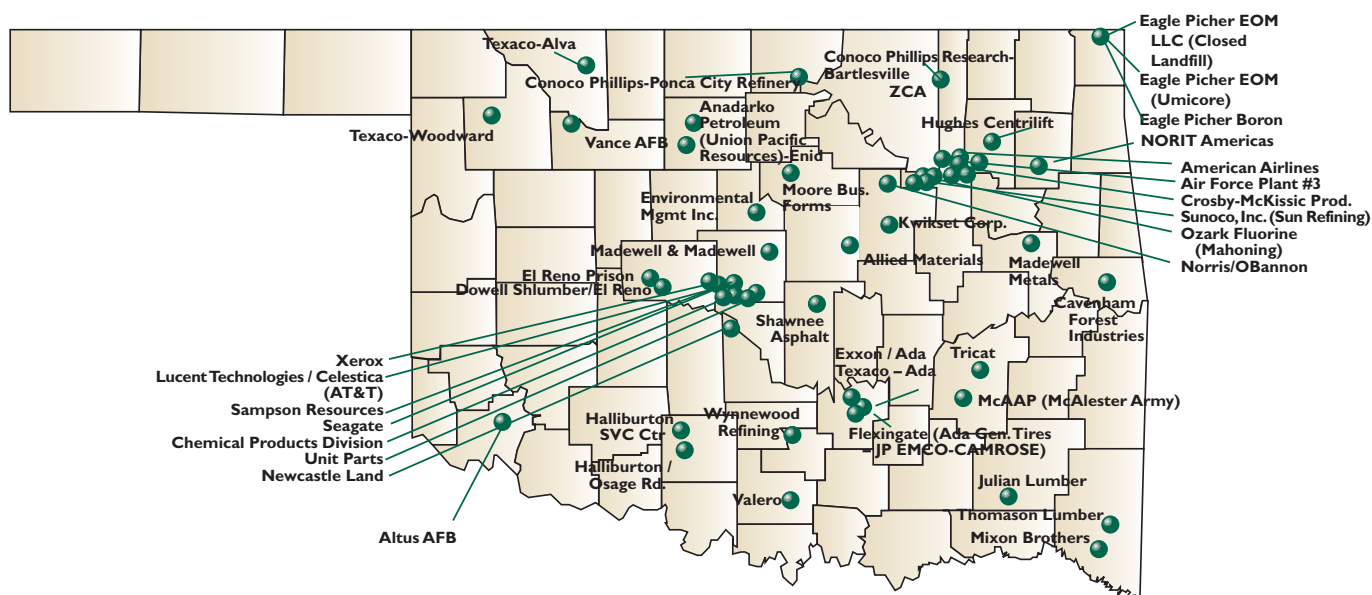 Eagle Picher EOM
LLC (Closed
Landfill)
Eagle Picher EOM
(Umicore)
Eagle Picher Boron
NORIT Americas
American Airlines
Air Force Plant #3
Crosby-McKissic Prod.
Sunoco, Inc. (Sun Refining)
Ozark Fluorine
(Mahoning)
Norris/OBannon
Texaco-Alva
Conoco Phillips-Ponca City Refinery
Conoco Phillips Research-
Bartlesville
ZCA
Texaco-Woodward
Vance AFB
Anadarko
Petroleum
(Union Pacific
Resources)-Enid
Hughes Centrilift
Moore Bus.
Forms
Environmental
Mgmt Inc.
Kwikset Corp.
Madewell & Madewell
Allied Materials
Madewell
Metals
El Reno Prison
Dowell Shlumber/El Reno
Cavenham
Forest
Industries
Shawnee
Asphalt
Xerox
Lucent Technologies / Celestica
(AT&T)
Sampson Resources
Seagate
Chemical Products Division
Unit Parts
Newcastle Land
Exxon / Ada
Texaco – Ada
Tricat
McAAP (McAlester Army)
Halliburton
SVC Ctr
Wynnewood
Refining
Flexingate (Ada Gen. Tires
– JP EMCO-CAMROSE)
Halliburton /
Osage Rd.
Valero
Julian Lumber
Thomason Lumber
Mixon Brothers
Altus AFB